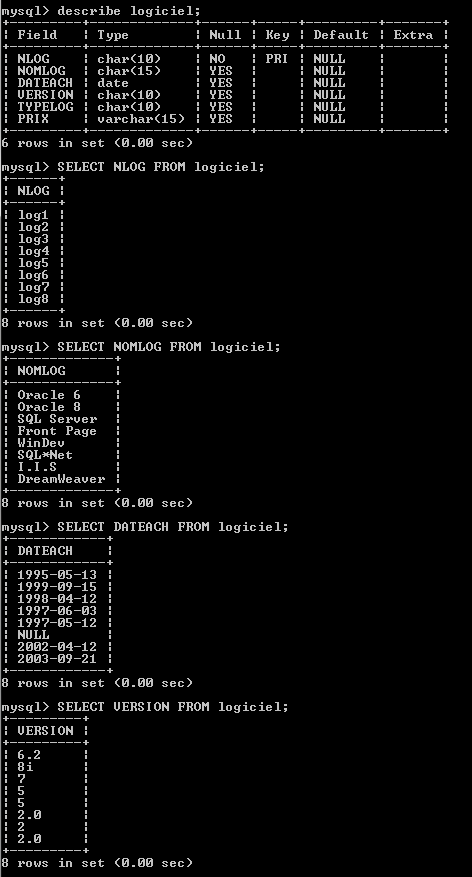 mysql> describe logiciel;
+---------+-------------+------+-----+---------+-------+
| Field   | Type        | Null | Key | Default | Extra |
+---------+-------------+------+-----+---------+-------+
| NLOG    | char(10)    | NO   | PRI | NULL    |       |
| NOMLOG  | char(15)    | YES  |     | NULL    |       |
| DATEACH | date        | YES  |     | NULL    |       |
| VERSION | char(10)    | YES  |     | NULL    |       |
| TYPELOG | char(10)    | YES  |     | NULL    |       |
| PRIX    | varchar(15) | YES  |     | NULL    |       |
+---------+-------------+------+-----+---------+-------+
6 rows in set (0.00 sec)
mysql> SELECT NLOG FROM logiciel;
+------+
| NLOG |
+------+
| log1 |
| log2 |
| log3 |
| log4 |
| log5 |
| log6 |
| log7 |
| log8 |
+------+
8 rows in set (0.00 sec)
mysql> SELECT NOMLOG FROM logiciel;
+-------------+
| NOMLOG      |
+-------------+
| Oracle 6    |
| Oracle 8    |
| SQL Server  |
| Front Page  |
| WinDev      |
| SQL*Net     |
| I.I.S       |
| DreamWeaver |
+-------------+
8 rows in set (0.00 sec)
mysql> SELECT DATEACH FROM logiciel;
+------------+
| DATEACH    |
+------------+
| 1995-05-13 |
| 1999-09-15 |
| 1998-04-12 |
| 1997-06-03 |
| 1997-05-12 |
| NULL       |
| 2002-04-12 |
| 2003-09-21 |
+------------+
8 rows in set (0.00 sec)
mysql> SELECT VERSION FROM logiciel;
+---------+
| VERSION |
+---------+
| 6.2     |
| 8i      |
| 7       |
| 5       |
| 5       |
| 2.0     |
| 2       |
| 2.0     |
+---------+
8 rows in set (0.00 sec)